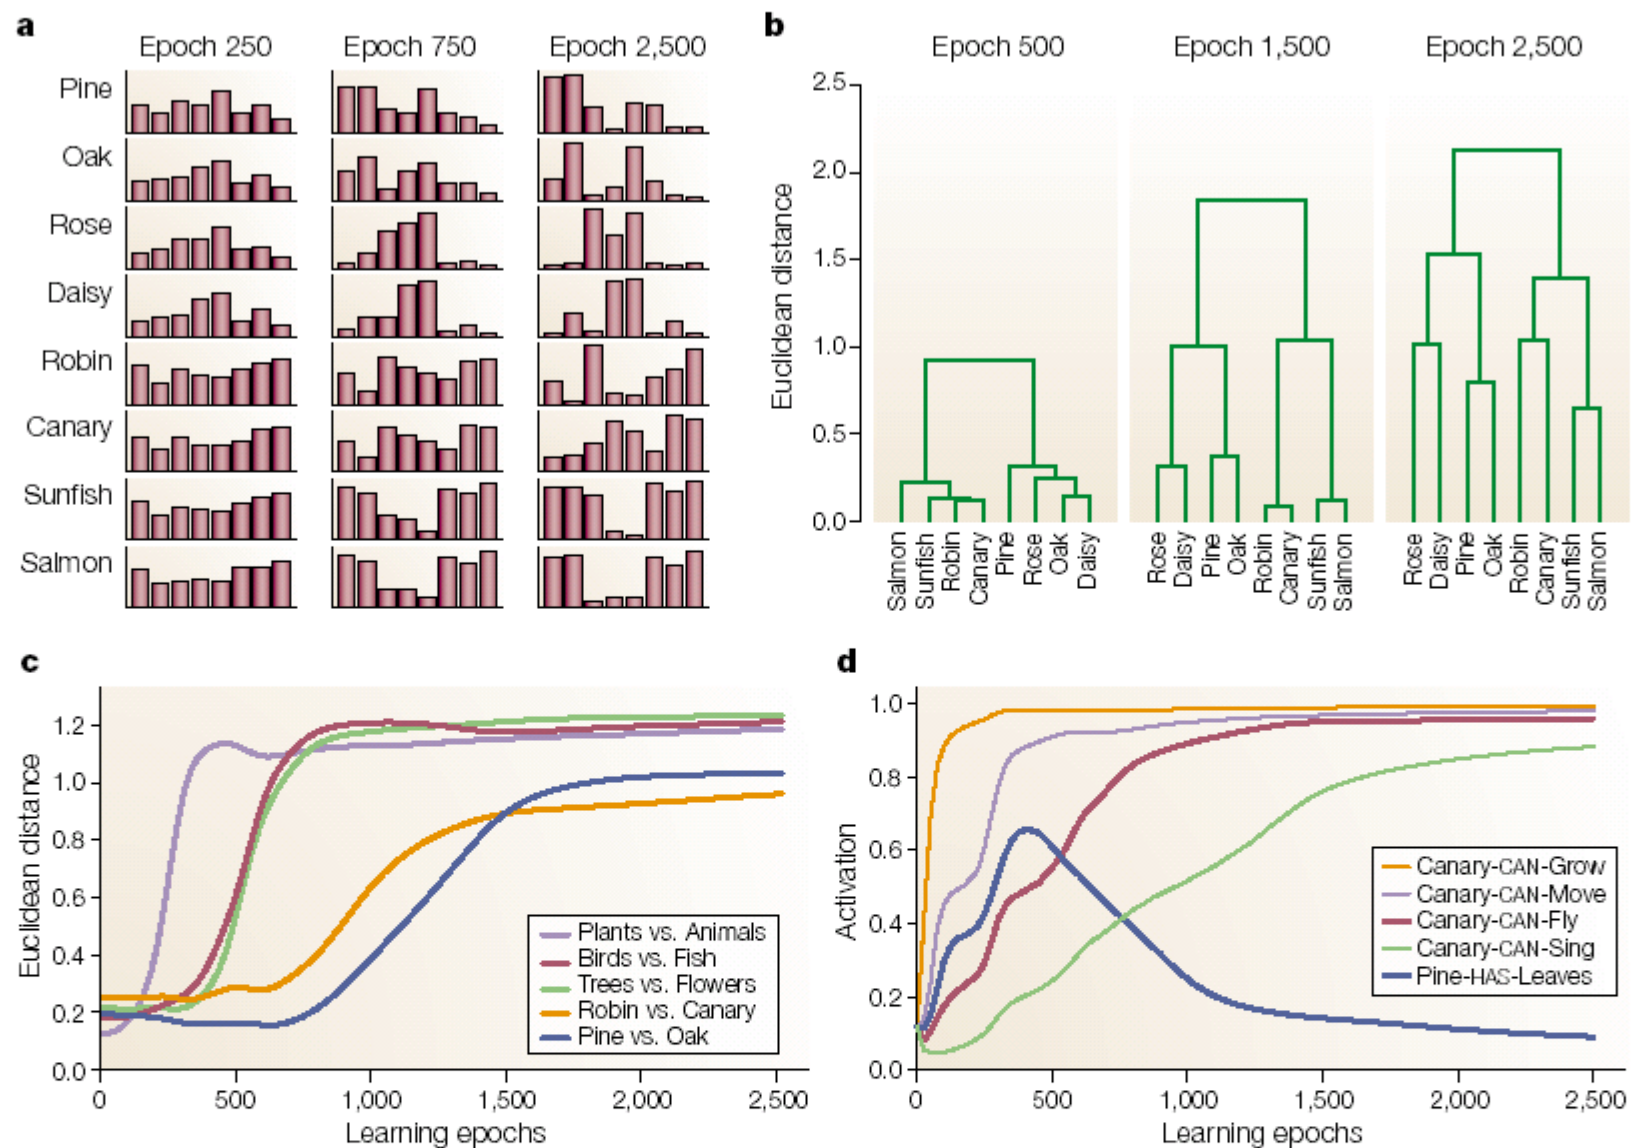 a
Epoch 250 Epoch 750 Epoch 2,500
Pine
Oak
Rose
Daisy
Robin
Canary
Sunfish
Salmon
b
Epoch 500 Epoch 1,500 Epoch 2,500
Euclidean distance
2.5
2.0
1.5
1.0
0.5
0.0
Salmon Sunfish Robin Canary Pine Rose Oak Daisy
Rose Daisy Pine Oak Robin Canary Sunfish Salmon
Rose Daisy Pine Oak Robin Canary Sunfish Salmon
c
Euclidean distance
1.2
1.0
0.8
0.6
0.4
0.2
0.0
Plants vs. Animals
Birds vs. Fish
Trees vs. Flowers
Robin vs. Canary
Pine vs. Oak
0 500 1,000 1,500 2,000 2,500
Learning epochs
d
Activation
1.0
0.8
0.6
0.4
0.2
0.0
Canary-CAN-Grow
Canary-CAN-Move
Canary-CAN-Fly
Canary-CAN-Sing
Pine-HAS-Leaves
0 500 1,000 1,500 2,000 2,500
Learning epochs